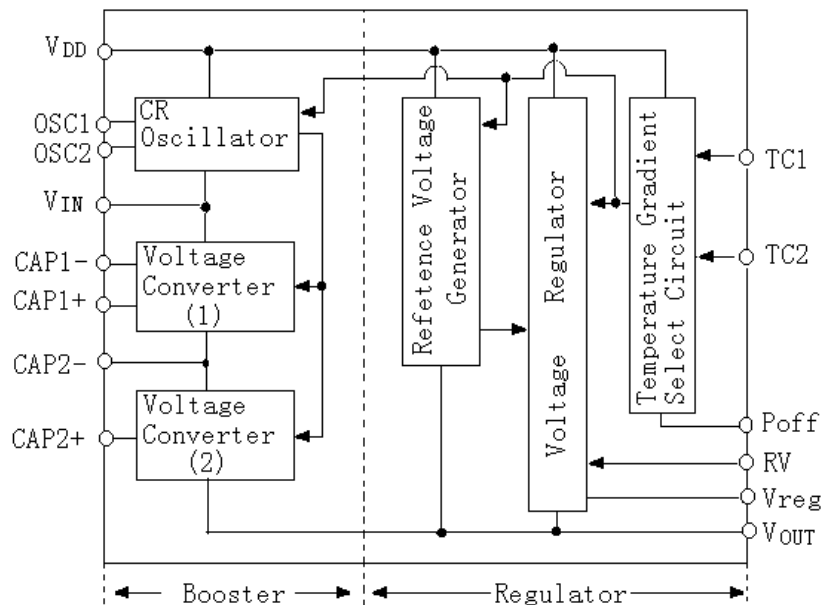 VDD
OSC1
OSC2
VIN
CAP1-
CAP1+
CAP2-
CAP2+
CR
Oscillator
Voltage
Converter
(1)
Voltage
Converter
(2)
Refetence Voltage
Generator
Voltage Regulator
Temperature Gradient
Select Circuit
TC1
TC2
Poff
RV
Vreg
VOUT
Booster
Regulator